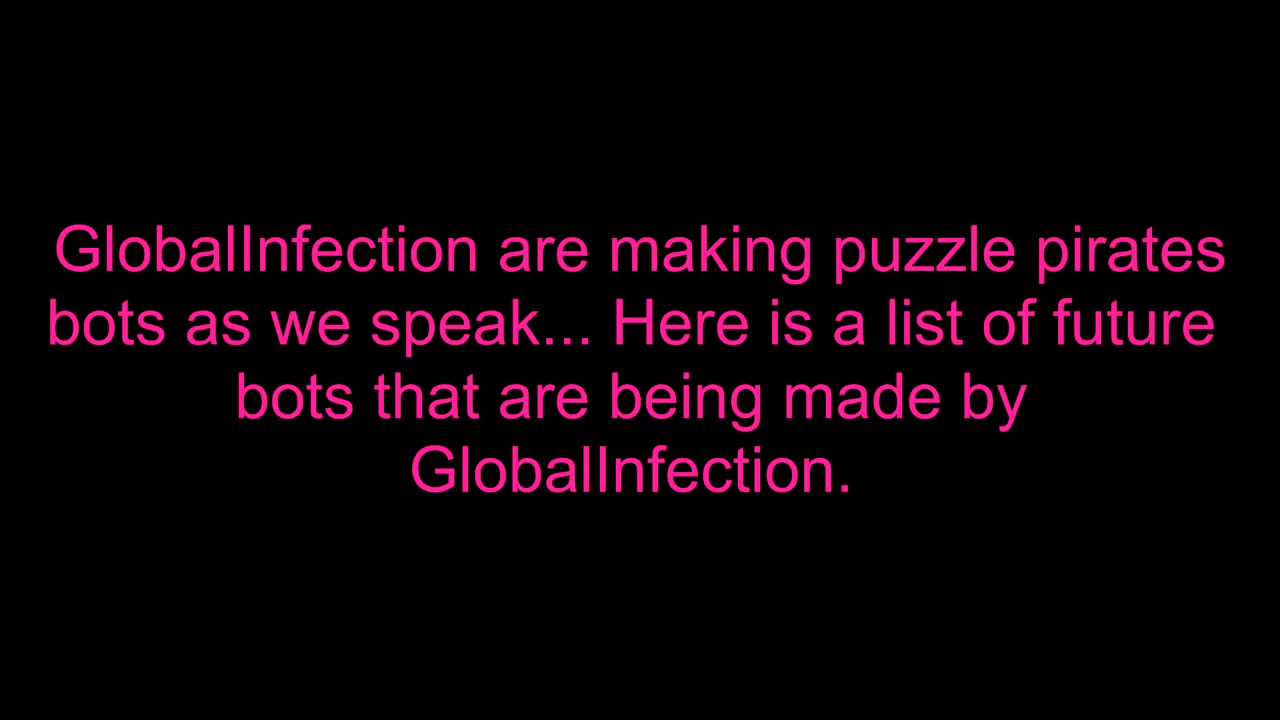 GlobalInfection are making puzzle pirates
bots as we speak... Here is a list of future
bots that are being made by
GlobalInfection.